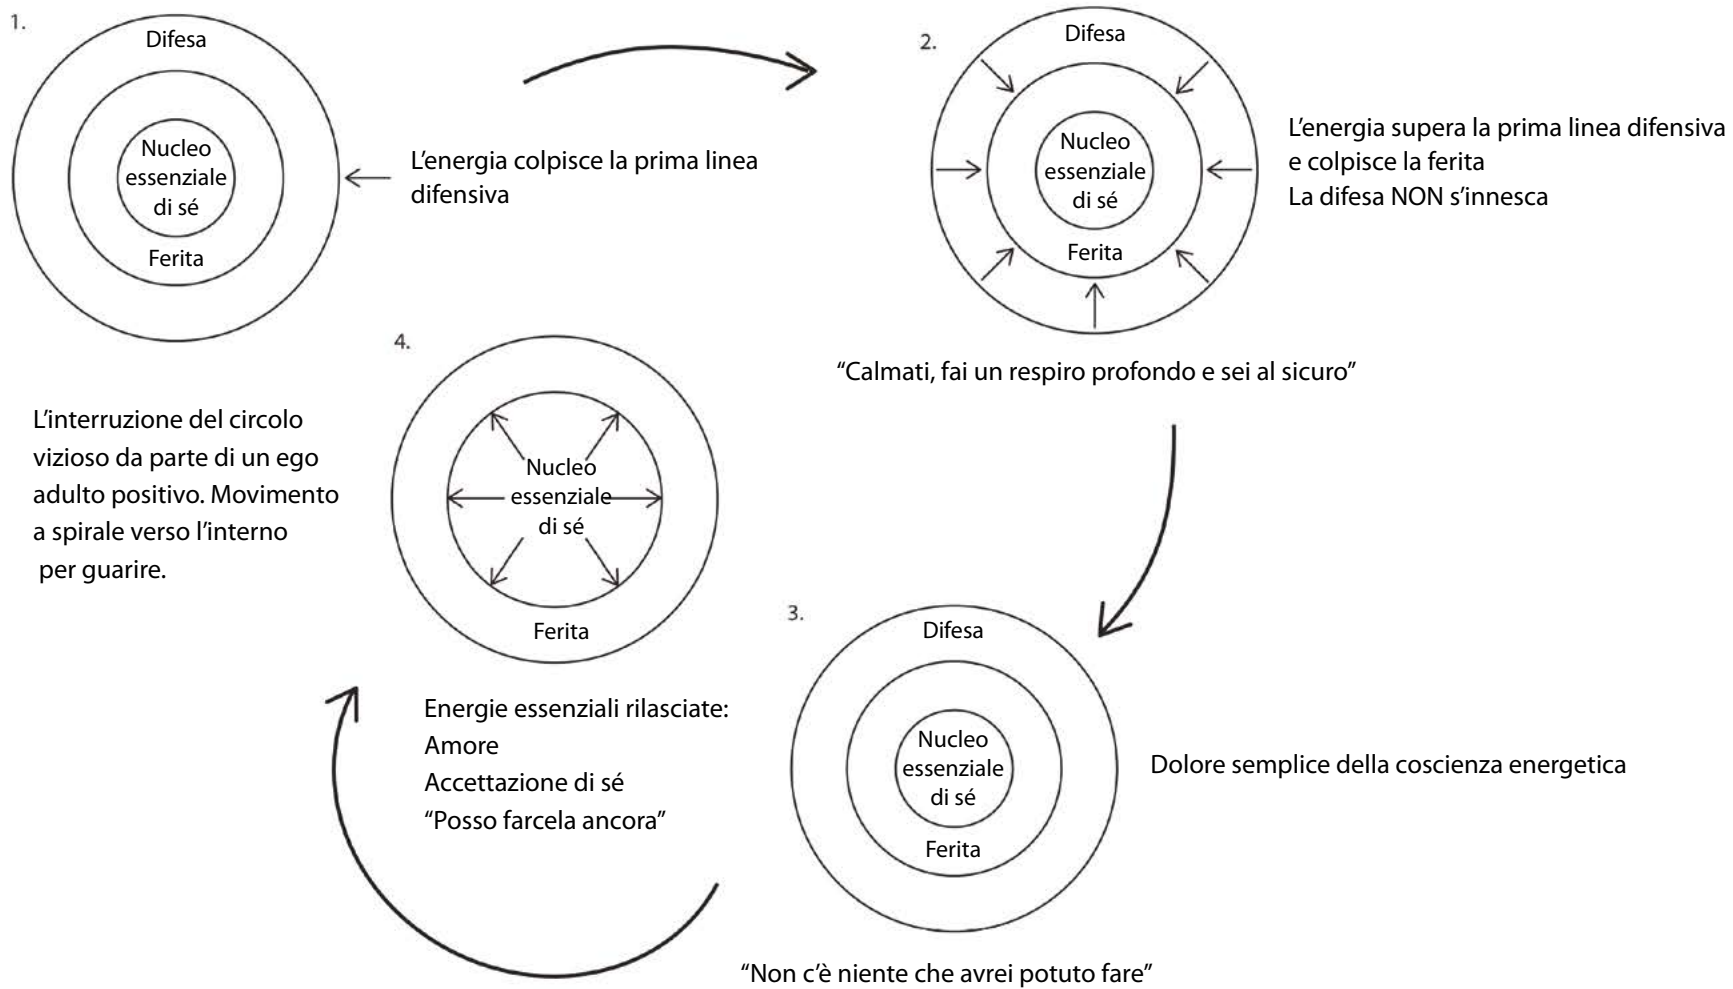 1.
Difesa
Nucleo
essenziale
di sé
Ferita
L'energia colpisce la prima linea
difensiva
2.
Difesa
Nucleo
essenziale
di sé
Ferita
L'energia supera la prima linea difensiva
e colpisce la ferita
La difesa NON s'innesca
"Calmati, fai un respiro profondo e sei al sicuro"
3.
Difesa
Nucleo
essenziale
di sé
Ferita
Dolore semplice della coscienza energetica
"Non c'è niente che avrei potuto fare"
4.
Nucleo
essenziale
di sé
Ferita
Energie essenziali rilasciate:
Amore
Accettazione di sé
"Posso farcela ancora"
L'interruzione del circolo
vizioso da parte di un ego
adulto positivo. Movimento
a spirale verso l'interno
per guarire.